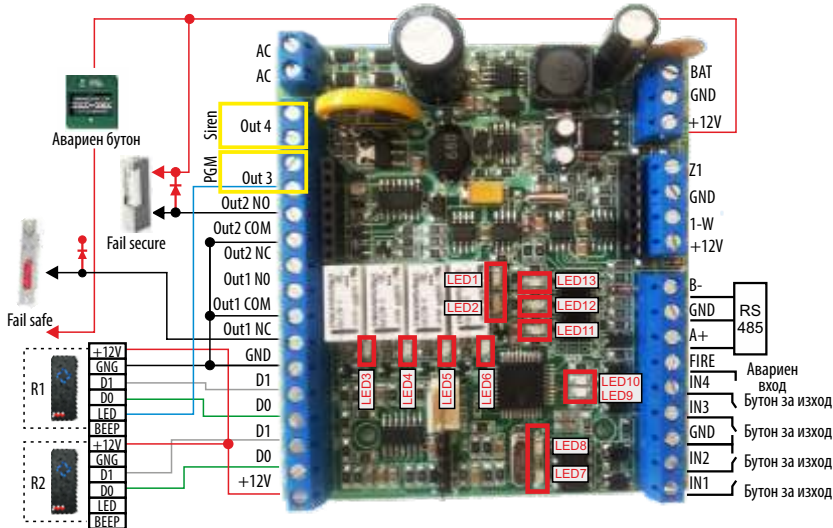 AC
AC
Siren
Out 4
PGM
Out 3
Out2 NO
Out2 COM
Out2 NC
Out1 NO
Out1 COM
Out1 NC
GND
D1
D0
D1
D0
+12V
Авариен бутон
Fail secure
Fail safe
R1
+12V
GNG
D1
D0
LED
BEEP
R2
+12V
GNG
D1
D0
LED
BEEP
LED1
LED2
LED13
LED12
LED11
LED3
LED4
LED5
LED6
LED10
LED9
LED8
LED7
BAT
GND
+12V
Z1
GND
1-W
+12V
B-
GND
A+
RS
485
FIRE
Авариен
вход
IN4
Бутон за изход
IN3
Бутон за изход
GND
IN2
Бутон за изход
IN1
Бутон за изход